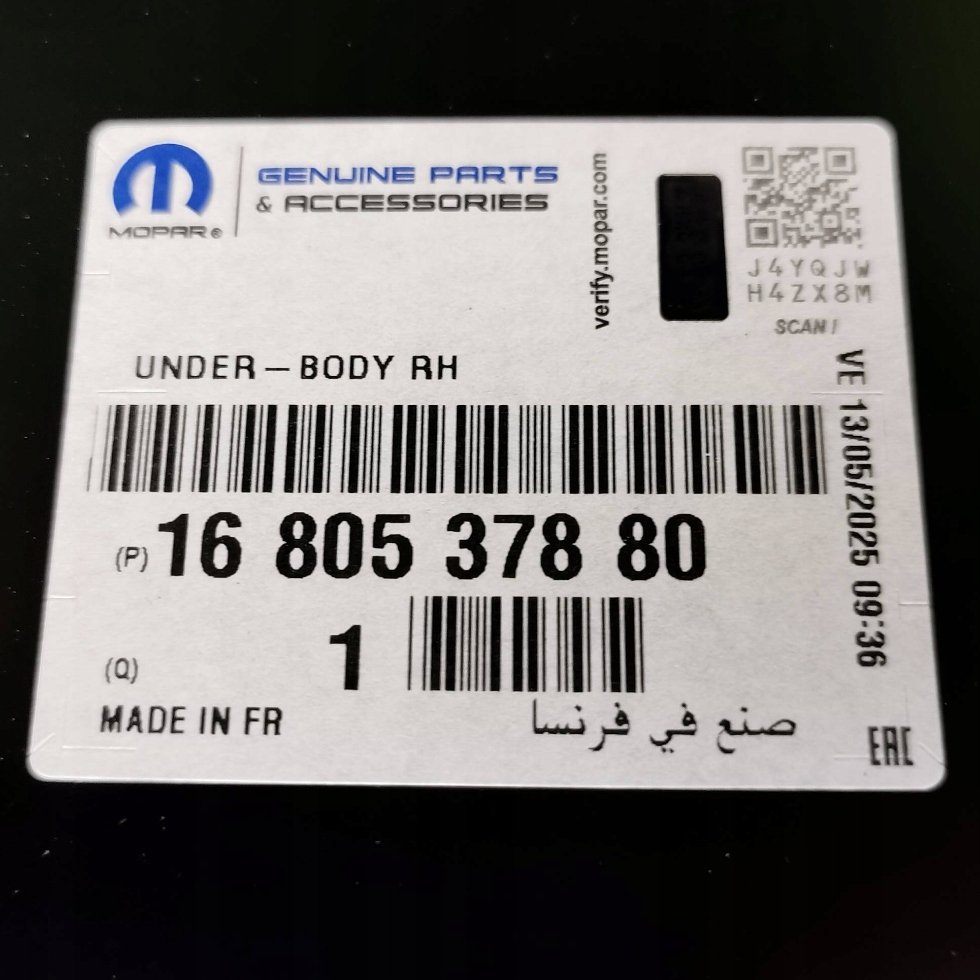 MOPAR®
GENUINE PARTS
& ACCESSORIES
verify.mopar.com
J4YQJW
H4ZX8M
SCAN!
UNDER-BODY RH
VE 13/05/2025 09:36
(P) 16 805 378 80
(Q) 1
MADE IN FR
صنع في فرنسا
EAC